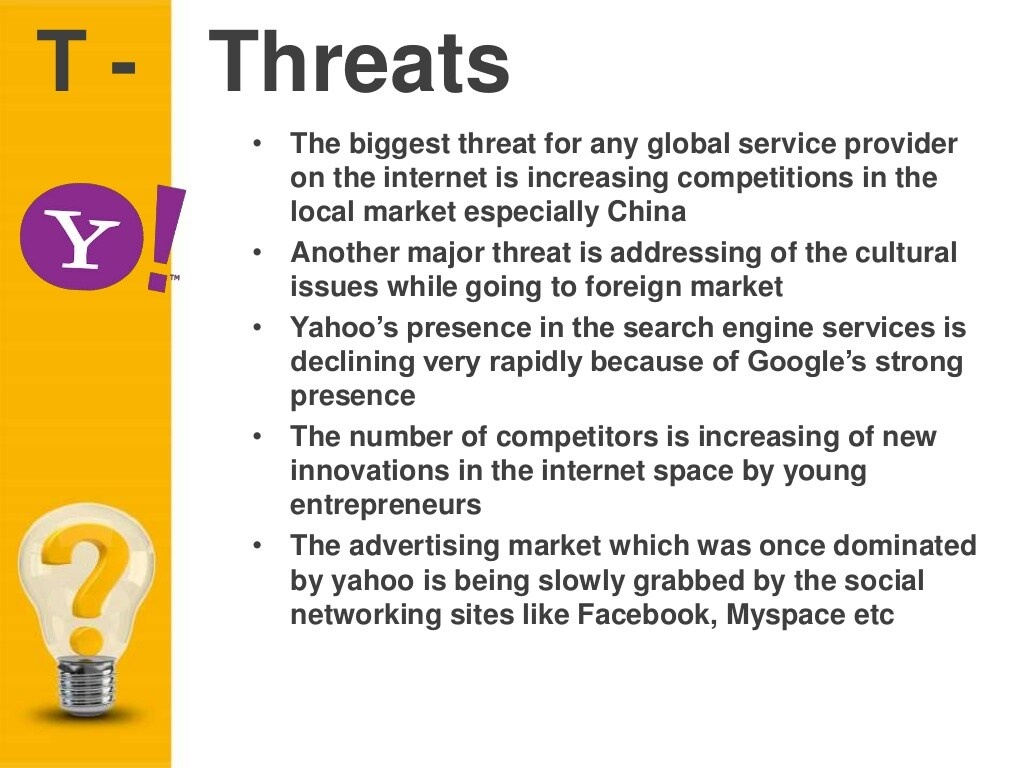 T - Threats
• The biggest threat for any global service provider
on the internet is increasing competitions in the
local market especially China
• Another major threat is addressing of the cultural
issues while going to foreign market
• Yahoo’s presence in the search engine services is
declining very rapidly because of Google’s strong
presence
• The number of competitors is increasing of new
innovations in the internet space by young
entrepreneurs
• The advertising market which was once dominated
by yahoo is being slowly grabbed by the social
networking sites like Facebook, Myspace etc
Y! ™
?